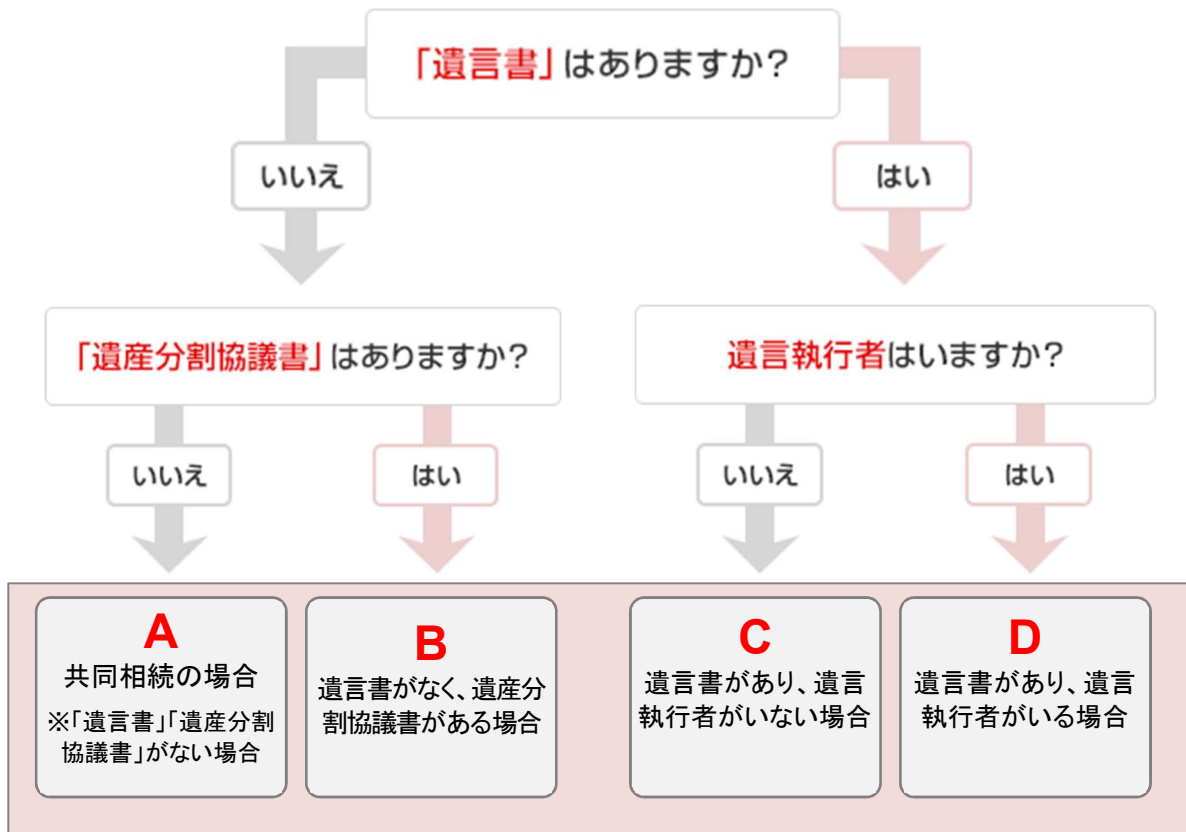 「遺言書」はありますか?
いいえ
はい
「遺産分割協議書」はありますか?
遺言執行者はいますか?
いいえ
はい
いいえ
はい
A
共同相続の場合
※「遺言書」「遺産分割
協議書」がない場合
B
遺言書がなく、遺産分
割協議書がある場合
C
遺言書があり、遺言
執行者がいない場合
D
遺言書があり、遺言
執行者がいる場合